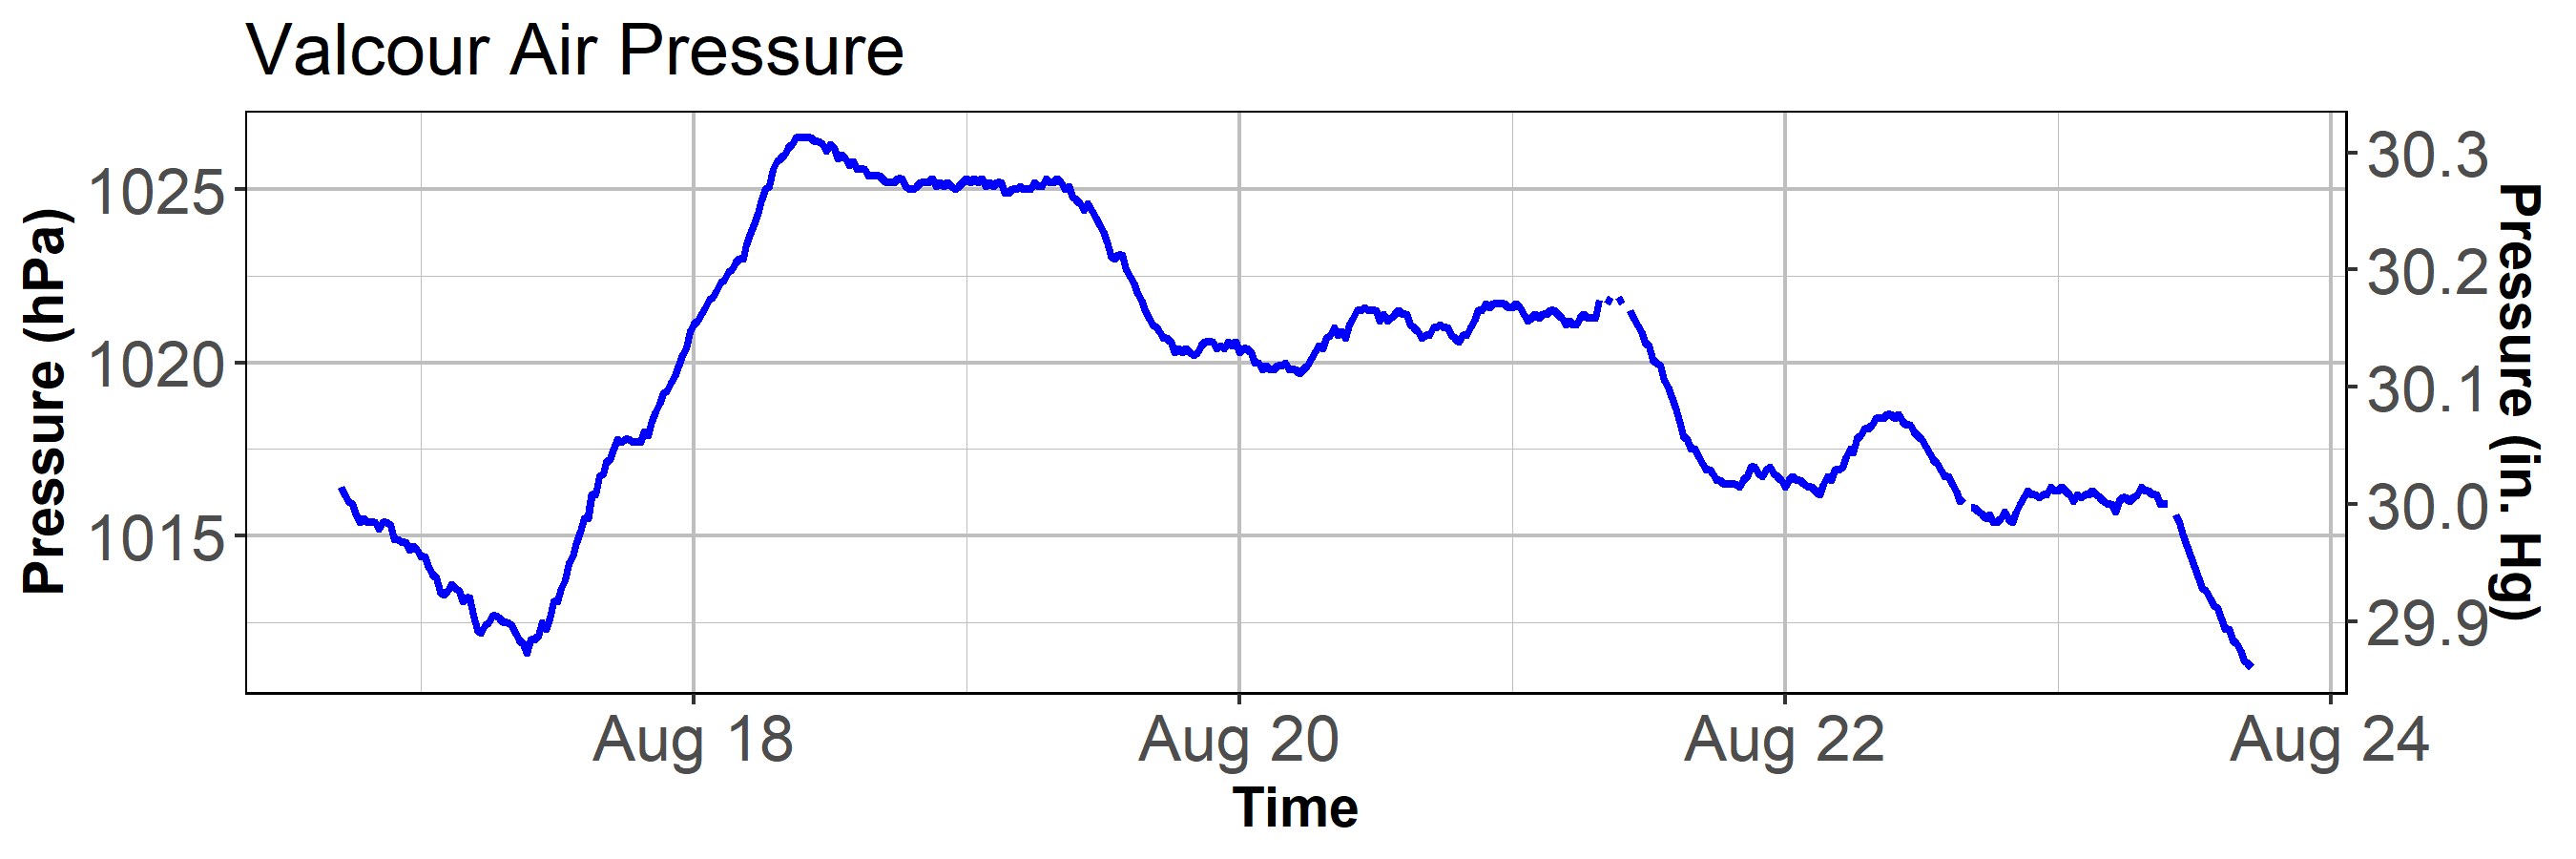 Valcour Air Pressure
Pressure (hPa)
1025
1020
1015
30.3
30.2
30.1
30.0
29.9
Pressure (in. Hg)
Aug 18
Aug 20
Aug 22
Aug 24
Time